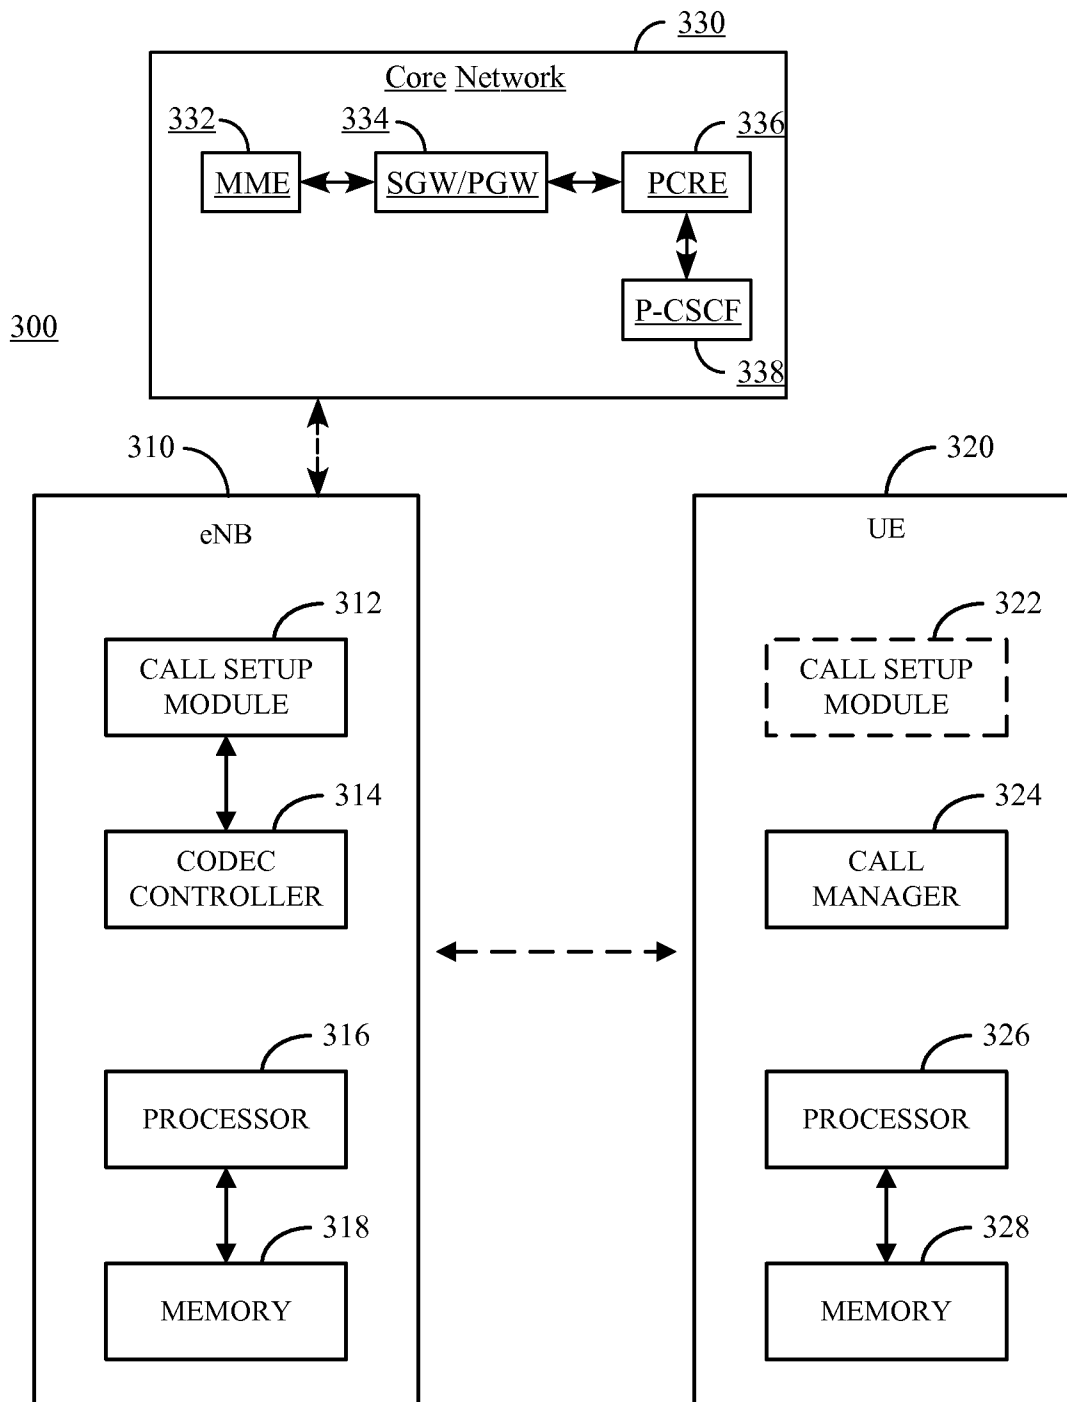 330
Core Network
332
334
336
MME
SGW/PGW
PCRE
P-CSCF
338
300
310
320
eNB
UE
312
322
CALL SETUP
MODULE
CALL SETUP
MODULE
314
324
CODEC
CONTROLLER
CALL
MANAGER
316
326
PROCESSOR
PROCESSOR
318
328
MEMORY
MEMORY